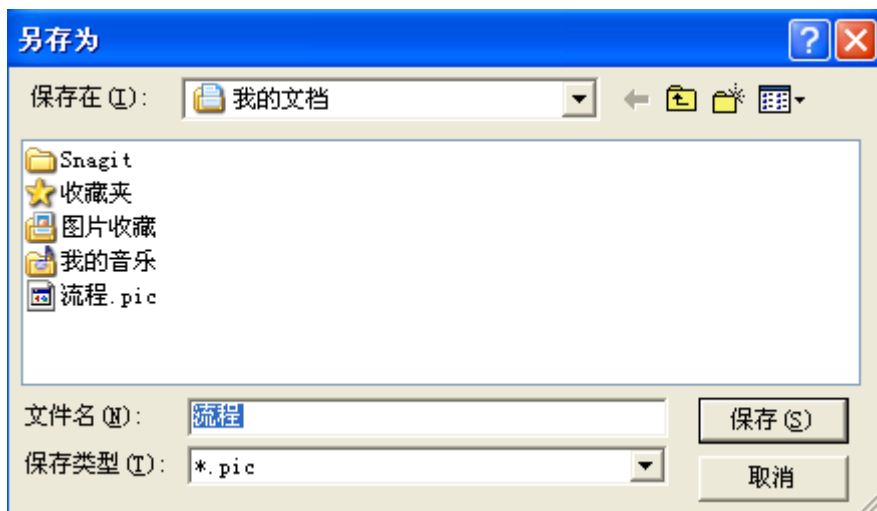 另存为
保存在(I): 我的文档
Snagit
收藏夹
图片收藏
我的音乐
流程.pic
文件名(N): 流程 保存(S)
保存类型(T): *.pic 取消